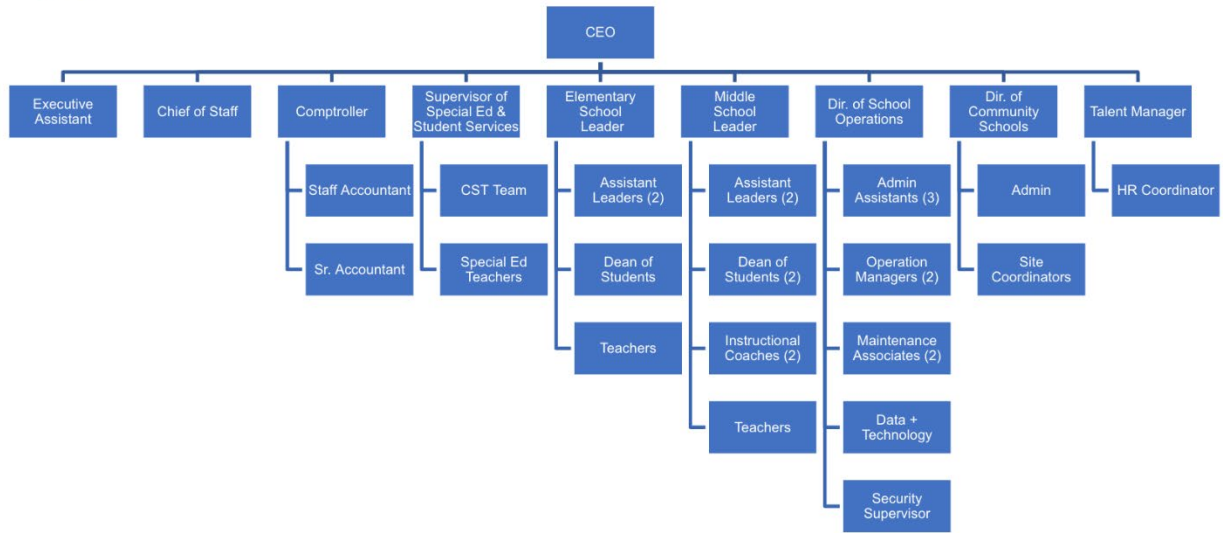 CEO
Executive
Assistant
Chief of Staff
Comptroller
Supervisor of
Special Ed &
Student Services
Elementary
School
Leader
Middle
School
Leader
Dir. of School
Operations
Dir. of
Community
Schools
Talent Manager
Staff Accountant
CST Team
Assistant
Leaders (2)
Assistant
Leaders (2)
Admin
Assistants (3)
Admin
HR Coordinator
Sr. Accountant
Special Ed
Teachers
Dean of
Students
Dean of
Students (2)
Operation
Managers (2)
Site
Coordinators
Teachers
Instructional
Coaches (2)
Maintenance
Associates (2)
Teachers
Data +
Technology
Security
Supervisor